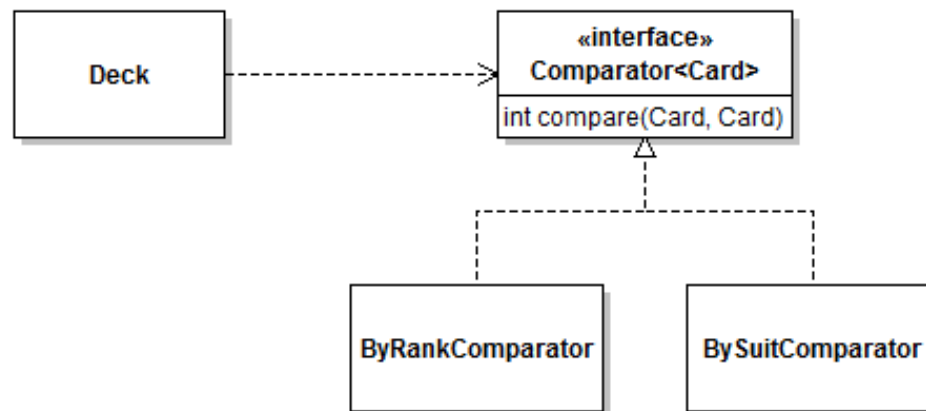 Deck
«interface»
Comparator<Card>
int compare(Card, Card)
ByRankComparator
BySuitComparator